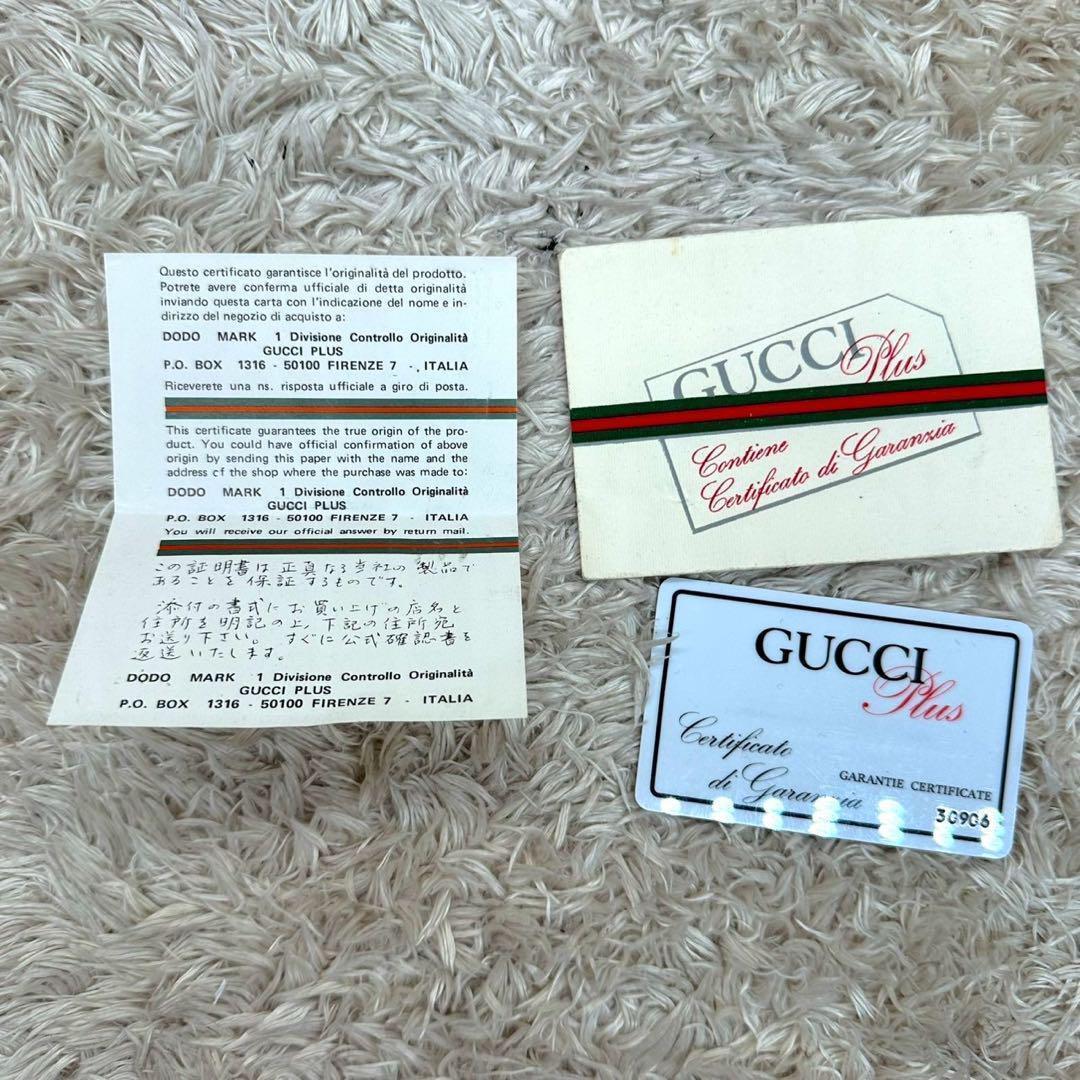 Questo certificato garantisce l'originalità del prodotto.
Potrete avere conferma ufficiale di detta originalità
inviando questa carta con l'indicazione del nome e in-
dirizzo del negozio di acquisto a:
DODO MARK 1 Divisione Controllo Originalità
GUCCI PLUS
P.O. BOX 1316 - 50100 FIRENZE 7 - ITALIA
Riceverete una ns. risposta ufficiale a giro di posta.
This certificate guarantees the true origin of the pro-
duct. You could have official confirmation of above
origin by sending this paper with the name and the
address of the shop where the purchase was made to:
DODO MARK 1 Divisione Controllo Originalità
GUCCI PLUS
P.O. BOX 1316 - 50100 FIRENZE 7 - ITALIA
You will receive our official answer by return mail.
この証明書は正真なる当社の製品で
あることを保証するものです。
添付の書式にお買い上げの店名と
住所を明記の上、下記の住所宛
お送り下さい。すぐに公式確認書を
返送いたします。
DODO MARK 1 Divisione Controllo Originalità
GUCCI PLUS
P.O. BOX 1316 - 50100 FIRENZE 7 - ITALIA
GUCCI
Plus
Contiene
Certificato di Garanzia
GUCCI
Plus
Certificato
di Garanzia
GARANTIE CERTIFICATE
30906